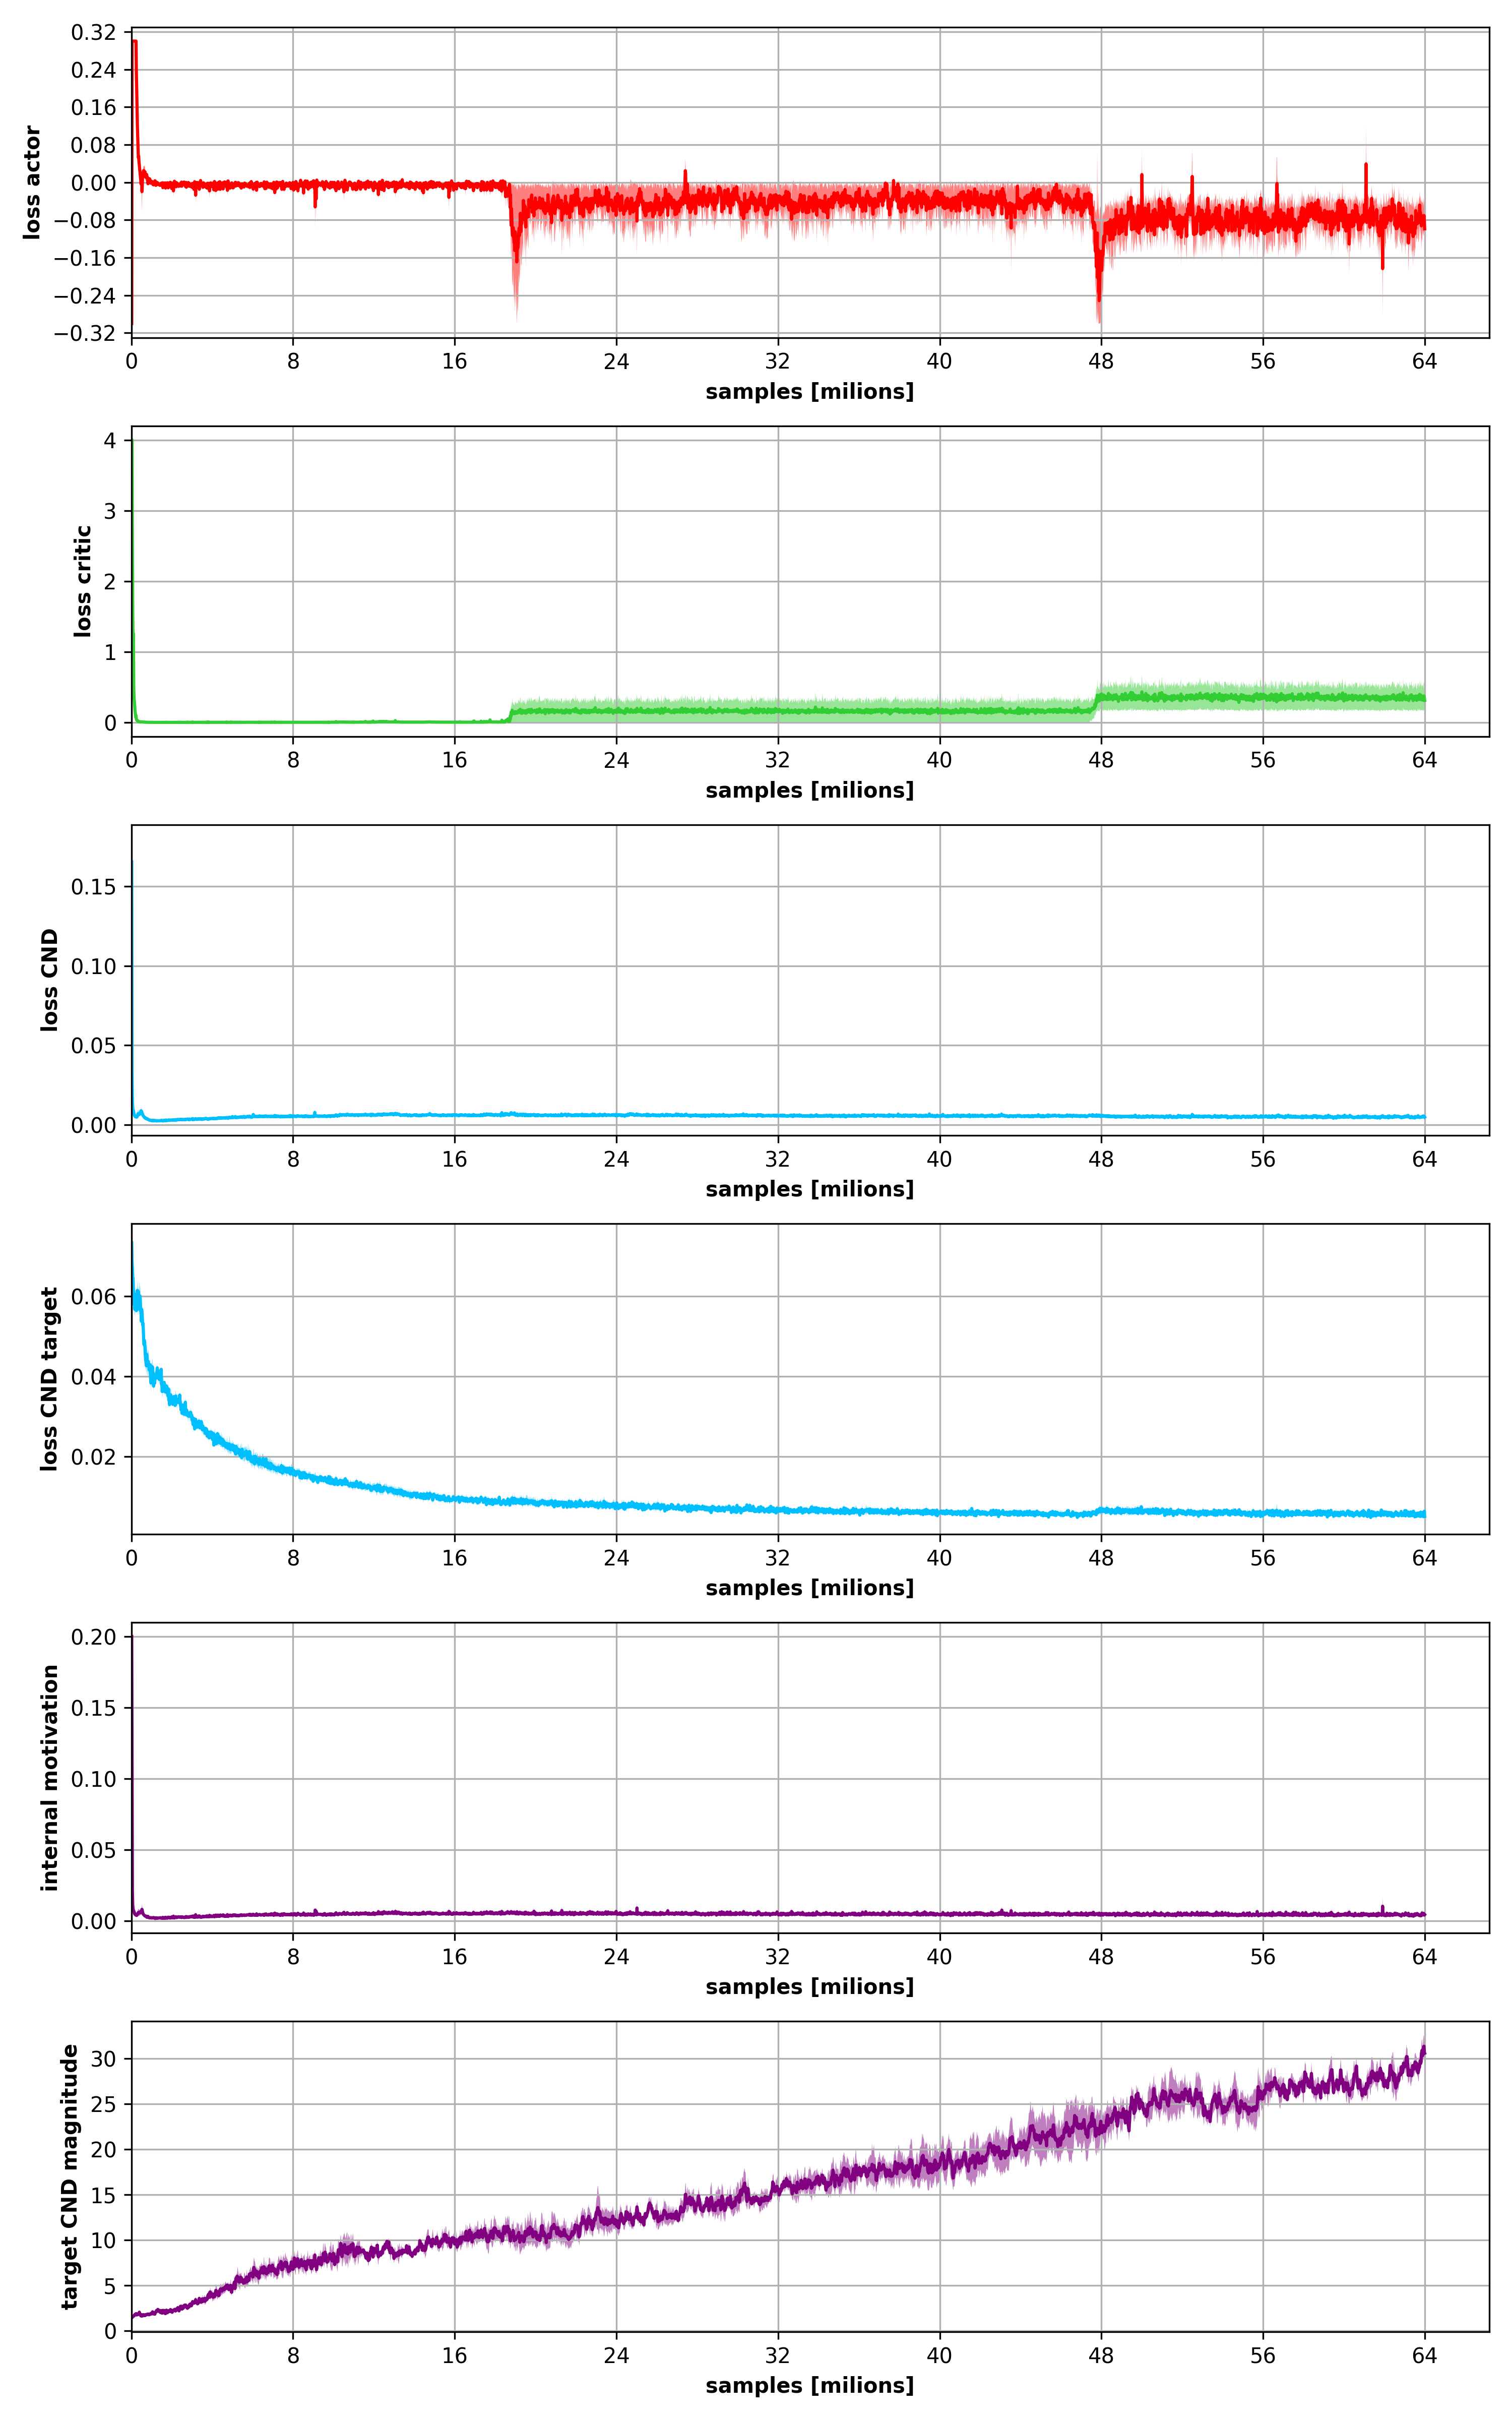 loss actor
0.32
0.24
0.16
0.08
0.00
−0.08
−0.16
−0.24
−0.32
0 8 16 24 32 40 48 56 64
samples [milions]
loss critic
4
3
2
1
0
0 8 16 24 32 40 48 56 64
samples [milions]
loss CND
0.15
0.10
0.05
0.00
0 8 16 24 32 40 48 56 64
samples [milions]
loss CND target
0.06
0.04
0.02
0 8 16 24 32 40 48 56 64
samples [milions]
internal motivation
0.20
0.15
0.10
0.05
0.00
0 8 16 24 32 40 48 56 64
samples [milions]
target CND magnitude
30
25
20
15
10
5
0
0 8 16 24 32 40 48 56 64
samples [milions]